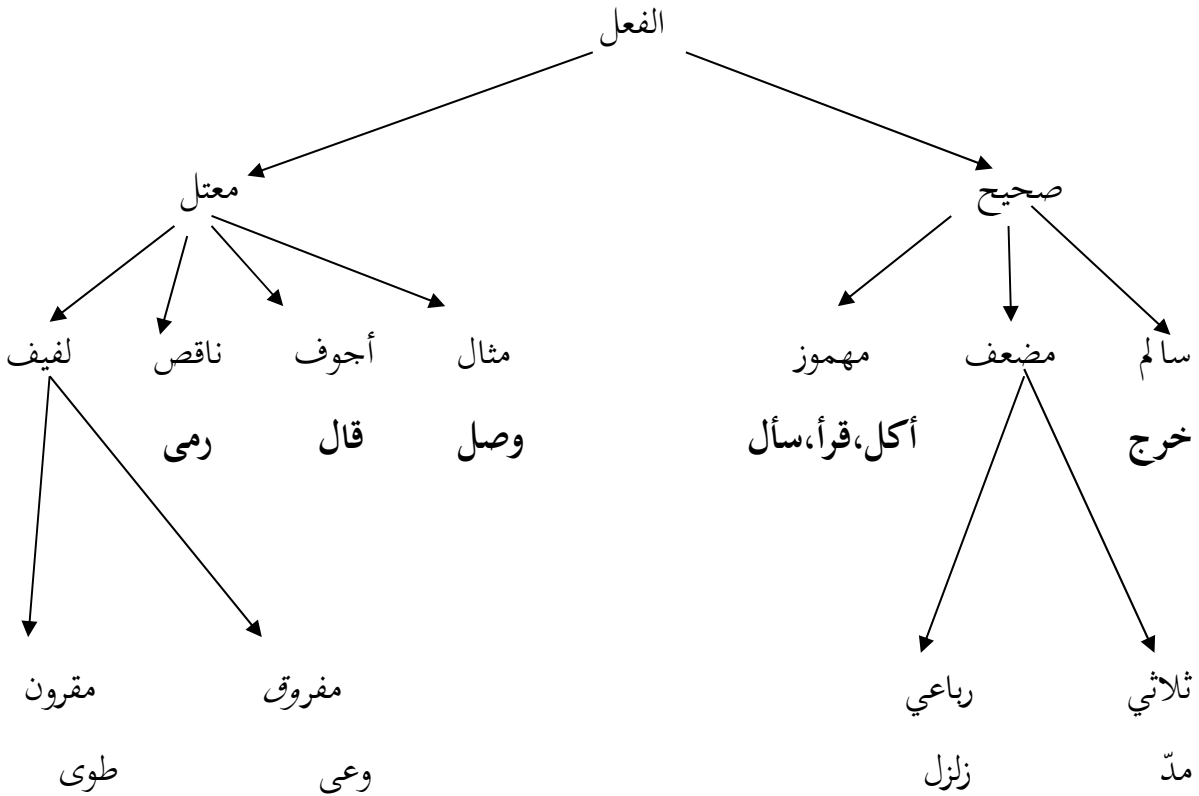 الفعل
صحيح معتل
سالم مضعف مهموز مثال أجوف ناقص لفيف
خرج أكل،قرأ،سأل وصل قال رمى
ثلاثي رباعي مفروق مقرون
مدّ زلزل وعى طوى